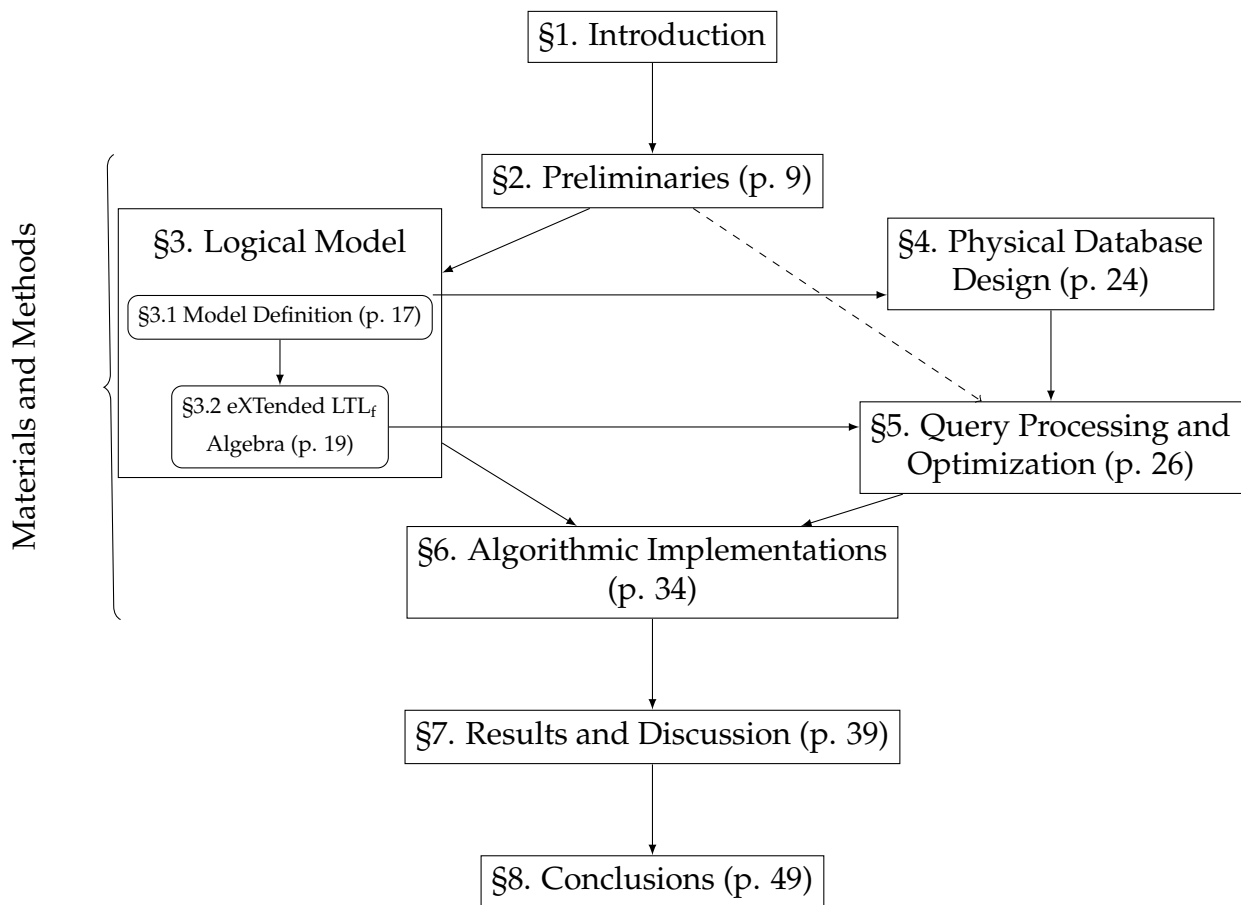 §1. Introduction
§2. Preliminaries (p. 9)
Materials and Methods
§3. Logical Model
§3.1 Model Definition (p. 17)
§3.2 eXTended LTLf
Algebra (p. 19)
§4. Physical Database
Design (p. 24)
§5. Query Processing and
Optimization (p. 26)
§6. Algorithmic Implementations
(p. 34)
§7. Results and Discussion (p. 39)
§8. Conclusions (p. 49)